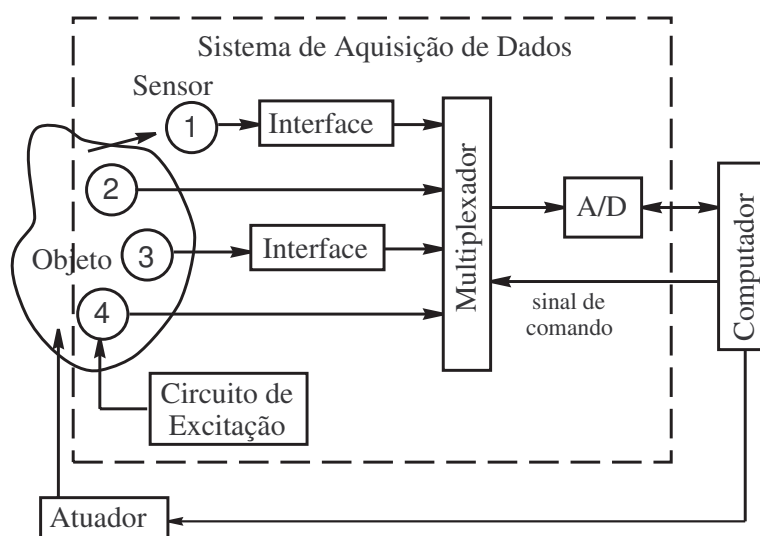 Sistema de Aquisição de Dados
Sensor
1
Interface
2
Objeto
3
Interface
4
Circuito de
Excitação
Multiplexador
A/D
sinal de
comando
Computador
Atuador